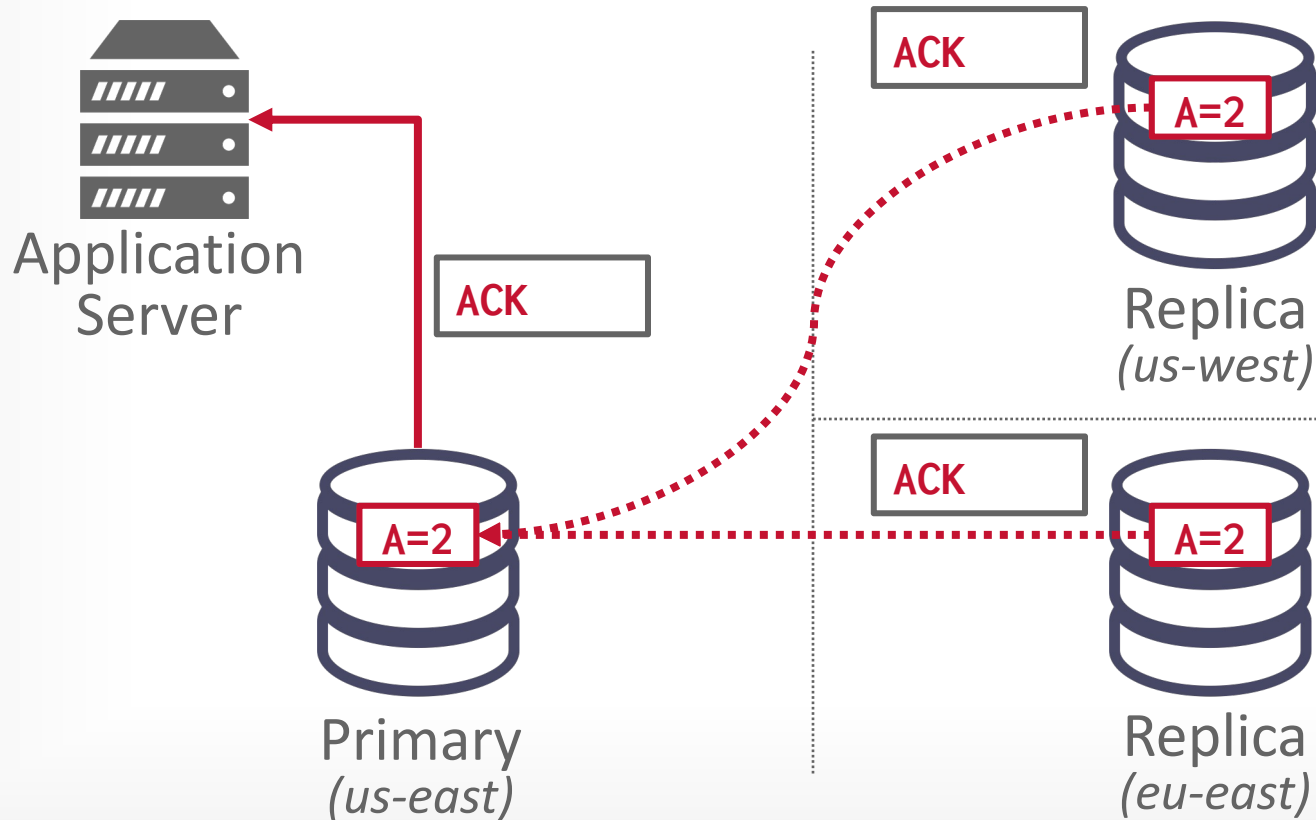 ACK
A=2
Application
Server
ACK
Replica
(us-west)
ACK
A=2
A=2
Primary
(us-east)
Replica
(eu-east)